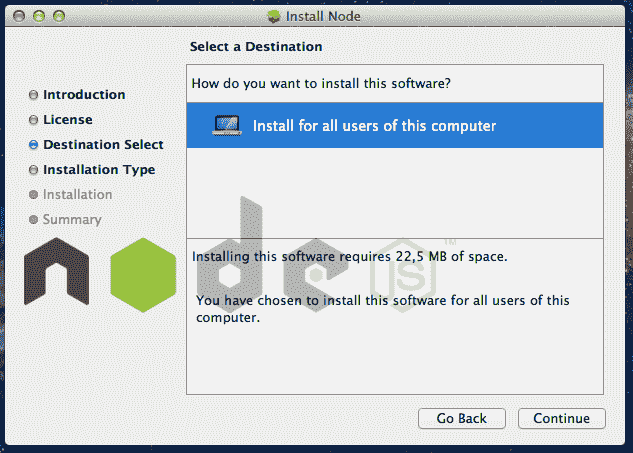 Install Node
Select a Destination
Introduction
License
Destination Select
Installation Type
Installation
Summary
How do you want to install this software?
Install for all users of this computer
Installing this software requires 22,5 MB of space.
You have chosen to install this software for all users of this
computer.
node
JS™
Go Back
Continue